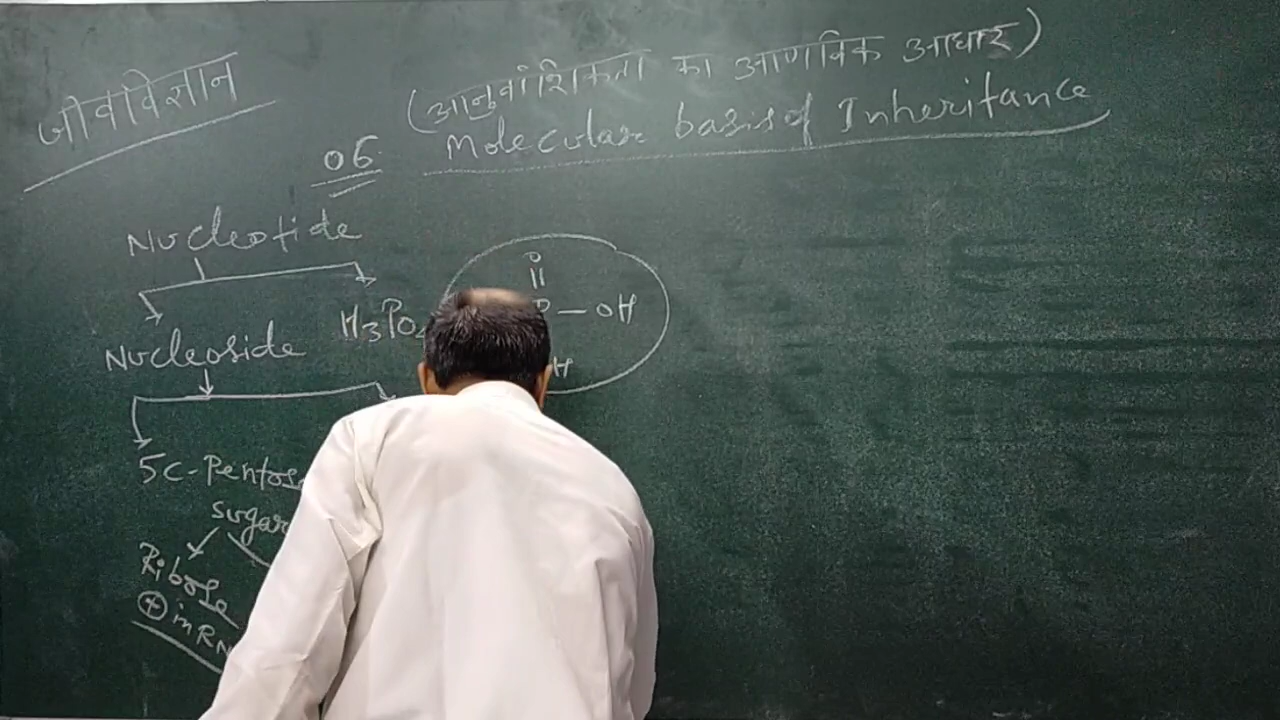 जीवविज्ञान
(आनुवांशिकता का आणविक आधार)
Molecular basis of Inheritance
06
Nucleotide
Nucleoside
H3PO4
O
P — OH
H
5C-Pentose
sugar
Ribose
+ in RN